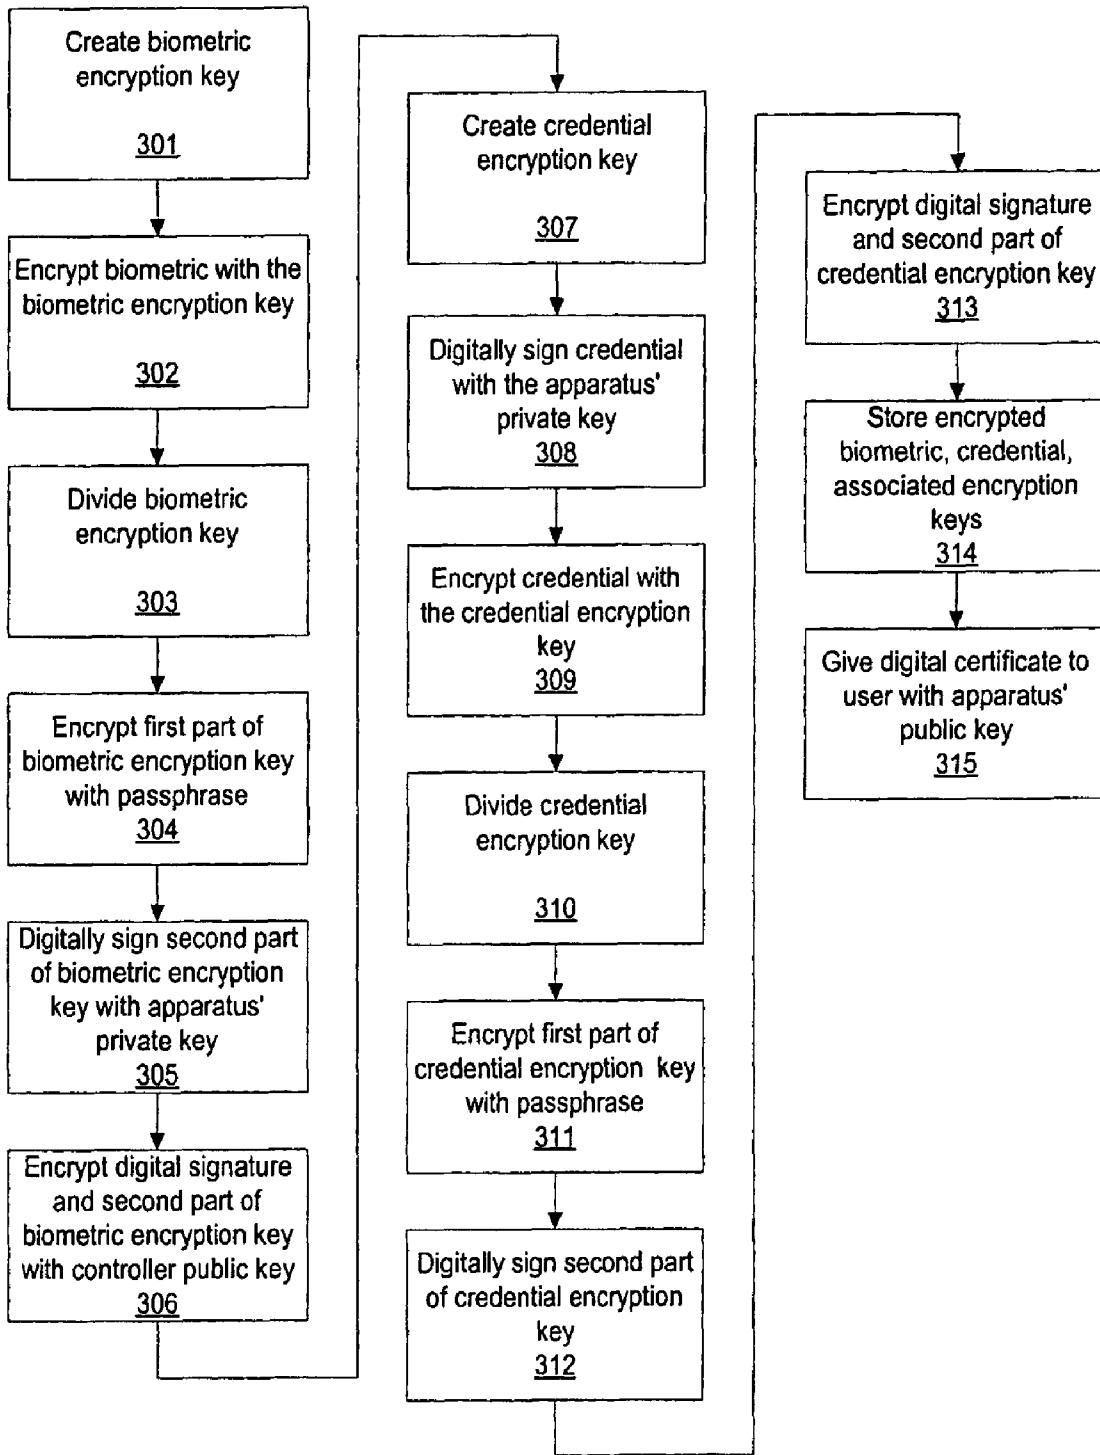 Create biometric
encryption key
301
Encrypt biometric with the
biometric encryption key
302
Divide biometric
encryption key
303
Encrypt first part of
biometric encryption key
with passphrase
304
Digitally sign second part
of biometric encryption
key with apparatus'
private key
305
Encrypt digital signature
and second part of
biometric encryption key
with controller public key
306
Create credential
encryption key
307
Digitally sign credential
with the apparatus'
private key
308
Encrypt credential with
the credential encryption
key
309
Divide credential
encryption key
310
Encrypt first part of
credential encryption key
with passphrase
311
Digitally sign second part
of credential encryption
key
312
Encrypt digital signature
and second part of
credential encryption key
313
Store encrypted
biometric, credential,
associated encryption
keys
314
Give digital certificate to
user with apparatus'
public key
315